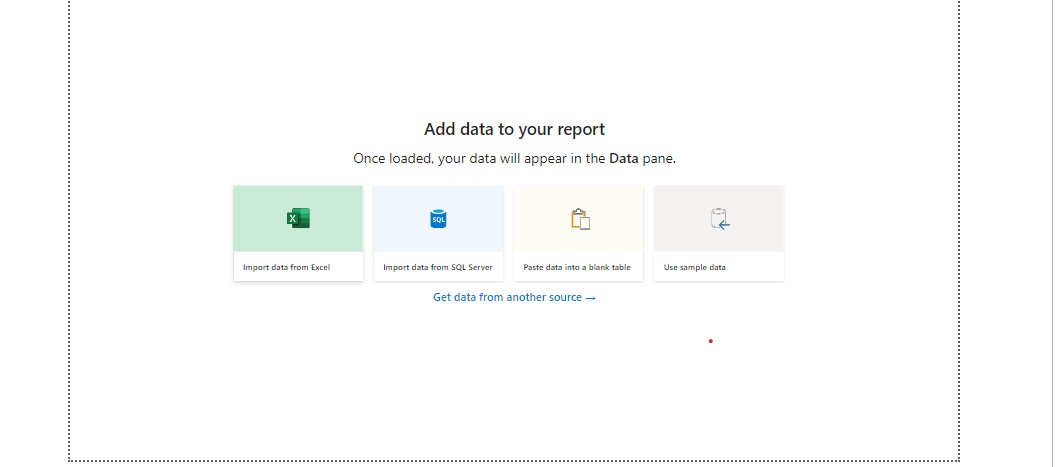 Add data to your report
Once loaded, your data will appear in the Data pane.
X
SQL
Import data from Excel
Import data from SQL Server
Paste data into a blank table
Use sample data
Get data from another source →